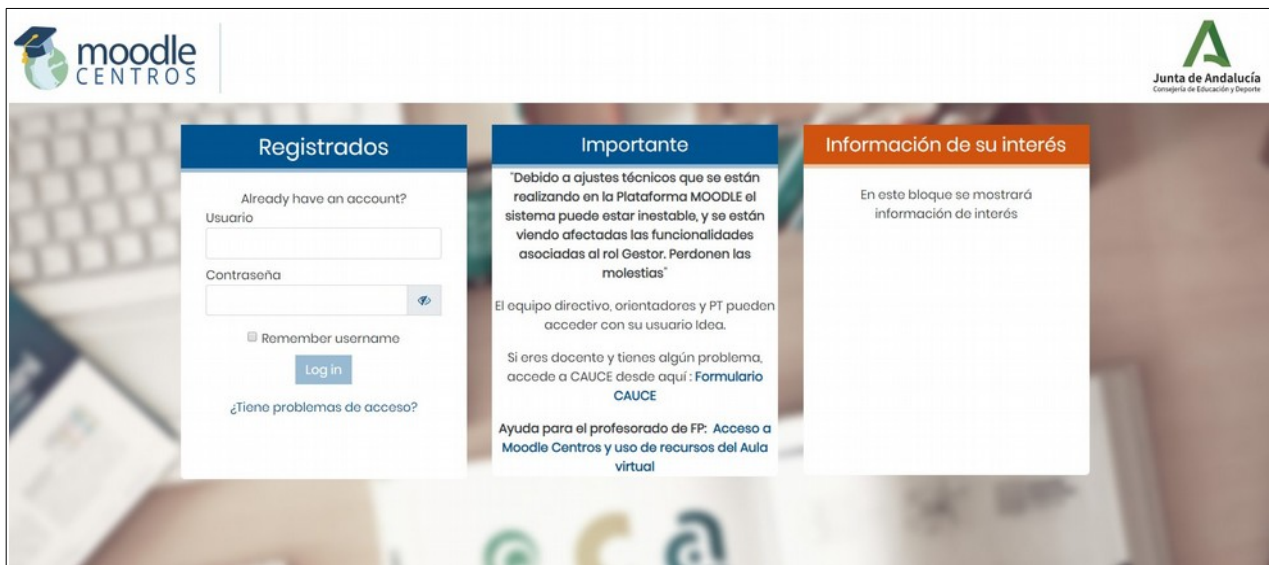 moodle
CENTROS
Junta de Andalucía
Consejería de Educación y Deporte
Registrados
Already have an account?
Usuario
Contraseña
Remember username
Log in
¿Tiene problemas de acceso?
Importante
"Debido a ajustes técnicos que se están
realizando en la Plataforma MOODLE el
sistema puede estar inestable, y se están
viendo afectadas las funcionalidades
asociadas al rol Gestor. Perdonen las
molestias"
El equipo directivo, orientadores y PT pueden
acceder con su usuario Idea.
Si eres docente y tienes algún problema,
accede a CAUCE desde aquí : Formulario
CAUCE
Ayuda para el profesorado de FP: Acceso a
Moodle Centros y uso de recursos del Aula
virtual
Información de su interés
En este bloque se mostrará
información de interés